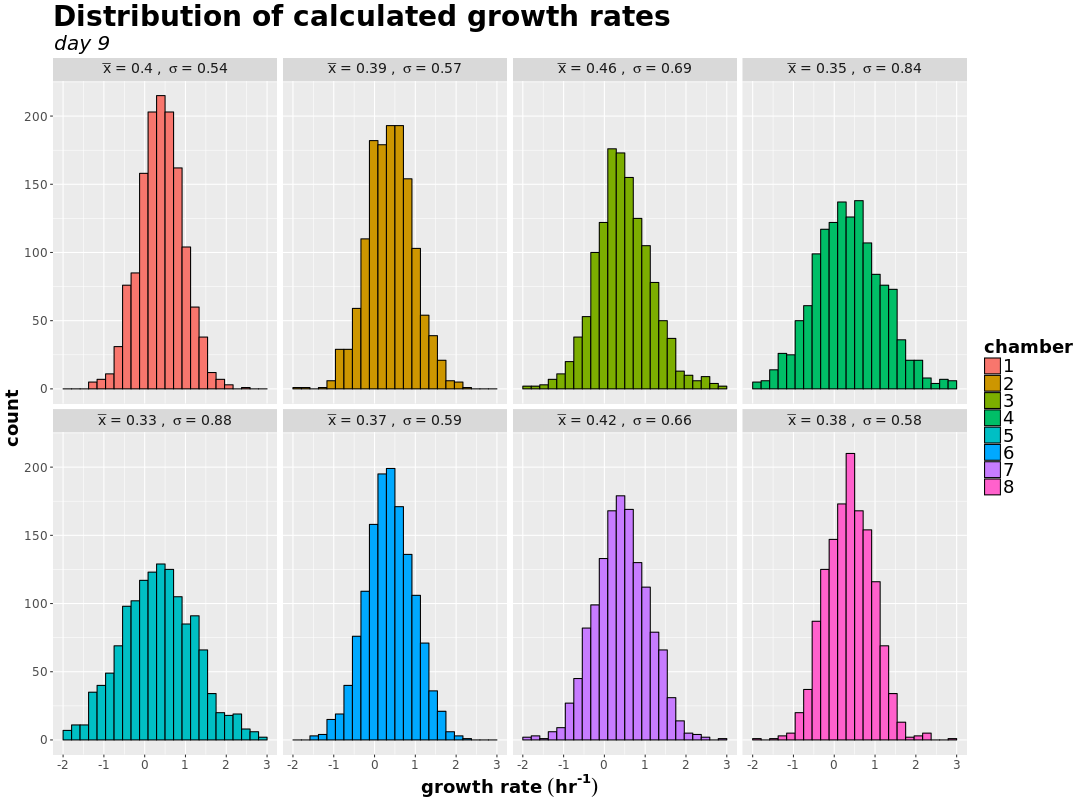 Distribution of calculated growth rates
day 9
x̅ = 0.4 , σ = 0.54
x̅ = 0.39 , σ = 0.57
x̅ = 0.46 , σ = 0.69
x̅ = 0.35 , σ = 0.84
200
150
100
50
0
x̅ = 0.33 , σ = 0.88
x̅ = 0.37 , σ = 0.59
x̅ = 0.42 , σ = 0.66
x̅ = 0.38 , σ = 0.58
200
150
100
50
0
count
-2 -1 0 1 2 3
-2 -1 0 1 2 3
-2 -1 0 1 2 3
-2 -1 0 1 2 3
growth rate (hr⁻¹)
chamber
1
2
3
4
5
6
7
8